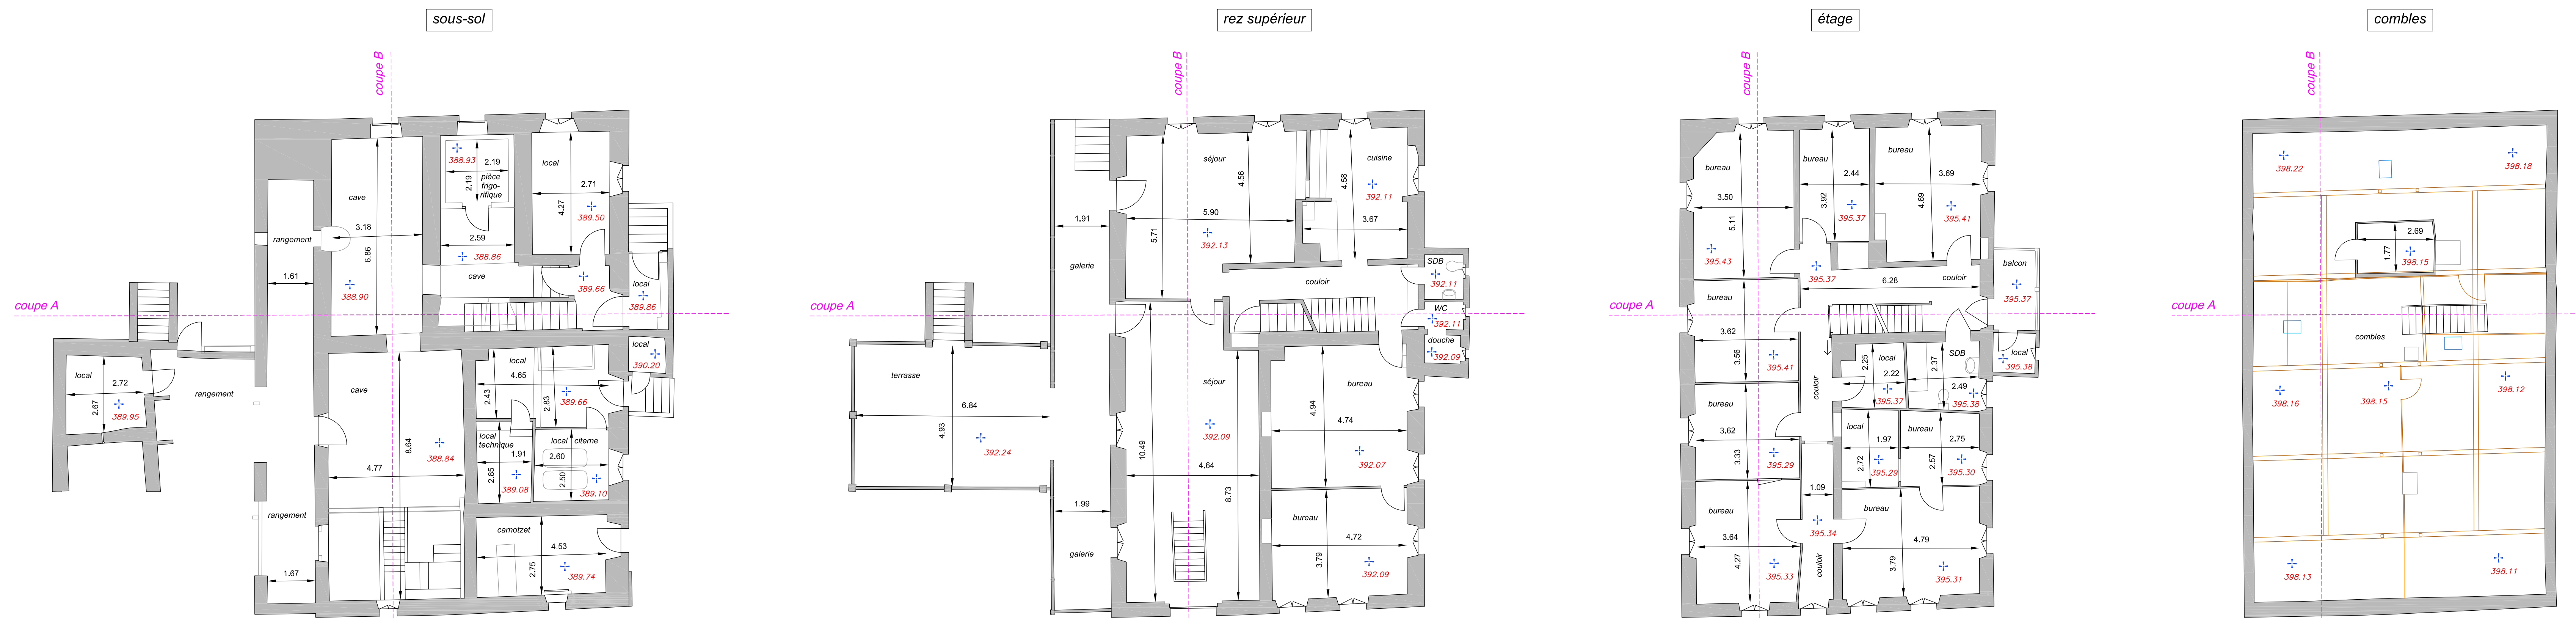 sous-sol
coupe B
coupe A
388.93
2.19
2.19
pièce
frigo-
rifique
local
2.71
4.27
389.50
cave
3.18
6.86
388.90
rangement
1.61
2.59
388.86
cave
389.66
local
389.86
local
390.20
local
2.72
2.67
389.95
rangement
cave
8.64
388.84
4.77
local
4.65
2.43
2.83
389.66
local
technique
1.91
2.85
389.08
local citerne
2.60
2.50
389.10
rangement
1.67
carnotzet
4.53
2.75
389.74
rez supérieur
coupe B
coupe A
séjour
4.56
5.90
5.71
392.13
cuisine
4.58
392.11
3.67
1.91
galerie
couloir
SDB
392.11
WC
392.11
douche
392.09
terrasse
6.84
4.93
392.24
séjour
10.49
392.09
4.64
8.73
bureau
4.94
4.74
392.07
1.99
galerie
bureau
4.72
3.79
392.09
étage
coupe B
coupe A
bureau
3.50
5.11
395.43
bureau
2.44
3.92
395.37
bureau
3.69
4.69
395.41
395.37
couloir
6.28
balcon
395.37
bureau
3.62
3.56
395.41
couloir
local
2.25
2.22
395.37
SDB
2.37
2.49
395.38
local
395.38
bureau
3.62
3.33
395.29
local
1.97
2.72
395.29
bureau
2.75
2.57
395.30
bureau
3.64
4.27
395.33
1.09
395.34
couloir
bureau
4.79
3.79
395.31
combles
coupe B
coupe A
398.22
398.18
2.69
1.77
398.15
combles
398.16
398.15
398.12
398.13
398.11